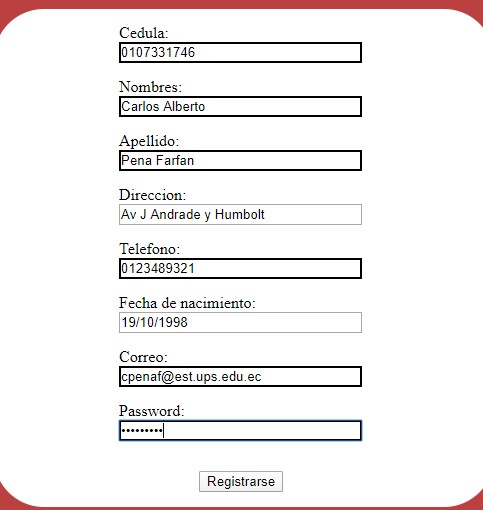 Cedula:
0107331746
Nombres:
Carlos Alberto
Apellido:
Pena Farfan
Direccion:
Av J Andrade y Humbolt
Telefono:
0123489321
Fecha de nacimiento:
19/10/1998
Correo:
cpenaf@est.ups.edu.ec
Password:
•••••••••
Registrarse